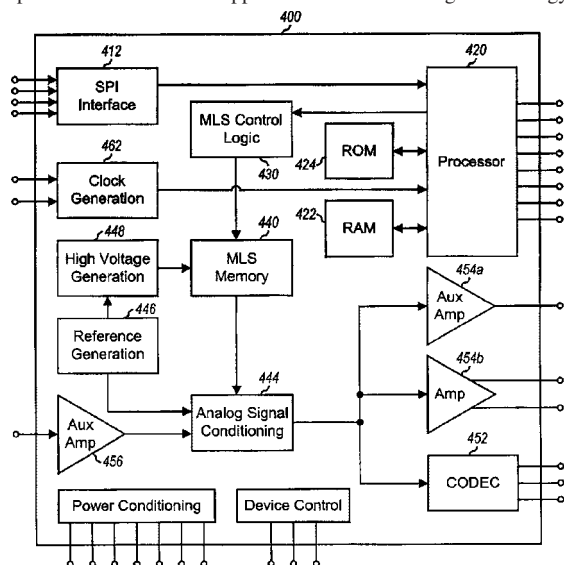 400
412
SPI
Interface
420
Processor
MLS Control
Logic
430
ROM
424
462
Clock
Generation
RAM
422
448
High Voltage
Generation
440
MLS
Memory
446
Reference
Generation
454a
Aux
Amp
454b
Amp
444
Analog Signal
Conditioning
Aux
Amp
456
452
CODEC
Power Conditioning
Device Control